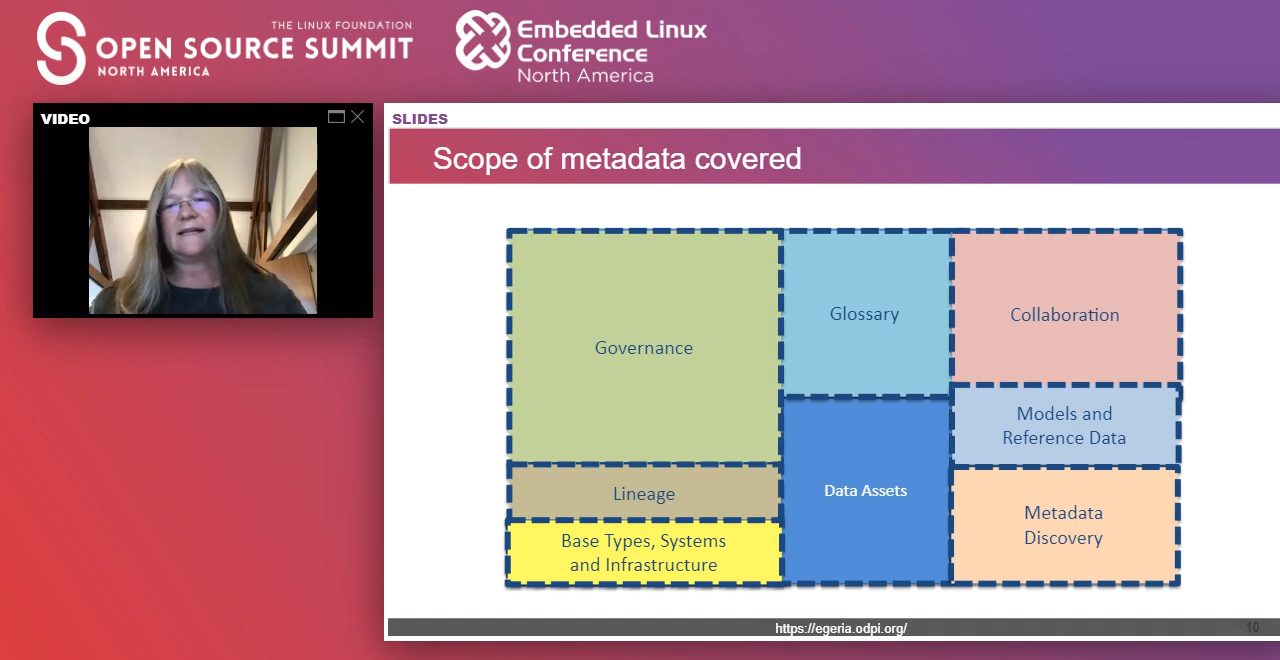 THE LINUX FOUNDATION
OPEN SOURCE SUMMIT
NORTH AMERICA
Embedded Linux
Conference
North America
VIDEO
SLIDES
Scope of metadata covered
Governance
Glossary
Collaboration
Models and
Reference Data
Lineage
Data Assets
Metadata
Discovery
Base Types, Systems
and Infrastructure
https://egeria.odpi.org/
10